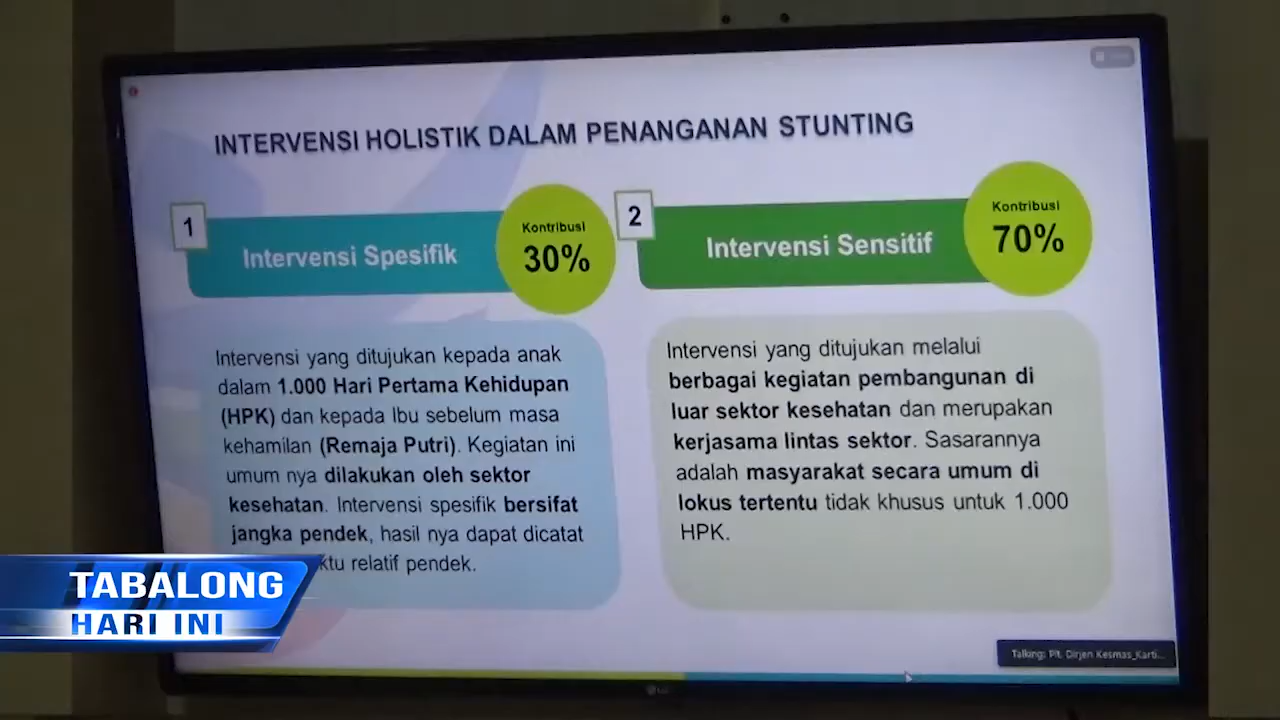 INTERVENSI HOLISTIK DALAM PENANGANAN STUNTING
1
Intervensi Spesifik
Kontribusi
30%
Intervensi yang ditujukan kepada anak
dalam 1.000 Hari Pertama Kehidupan
(HPK) dan kepada Ibu sebelum masa
kehamilan (Remaja Putri). Kegiatan ini
umum nya dilakukan oleh sektor
kesehatan. Intervensi spesifik bersifat
jangka pendek, hasil nya dapat dicatat
relatif pendek.
2
Intervensi Sensitif
Kontribusi
70%
Intervensi yang ditujukan melalui
berbagai kegiatan pembangunan di
luar sektor kesehatan dan merupakan
kerjasama lintas sektor. Sasarannya
adalah masyarakat secara umum di
lokus tertentu tidak khusus untuk 1.000
HPK.
Talking: Plt. Dirjen Kesmas_Karti...
LG
TABALONG
HARI INI